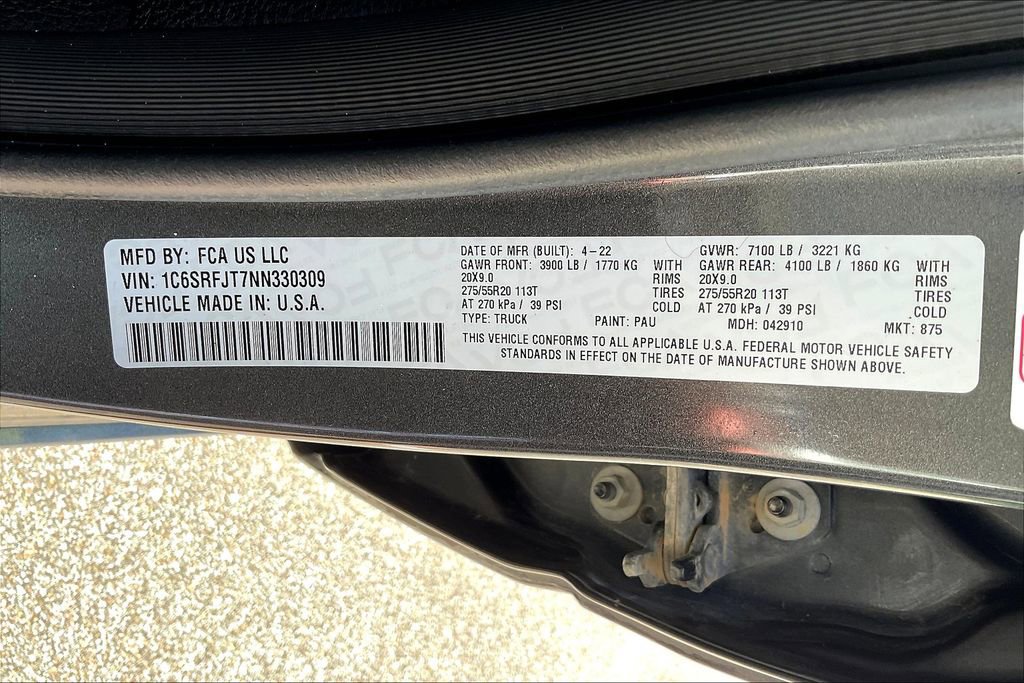 MFD BY: FCA US LLC
VIN: 1C6SRFJT7NN330309
VEHICLE MADE IN: U.S.A.
DATE OF MFR (BUILT): 4-22
GAWR FRONT: 3900 LB / 1770 KG WITH
20X9.0 RIMS
275/55R20 113T TIRES
AT 270 kPa / 39 PSI COLD
TYPE: TRUCK PAINT: PAU
GVWR: 7100 LB / 3221 KG
GAWR REAR: 4100 LB / 1860 KG WITH
20X9.0 RIMS
275/55R20 113T TIRES
AT 270 kPa / 39 PSI COLD
MDH: 042910 MKT: 875
THIS VEHICLE CONFORMS TO ALL APPLICABLE U.S.A. FEDERAL MOTOR VEHICLE SAFETY
STANDARDS IN EFFECT ON THE DATE OF MANUFACTURE SHOWN ABOVE.